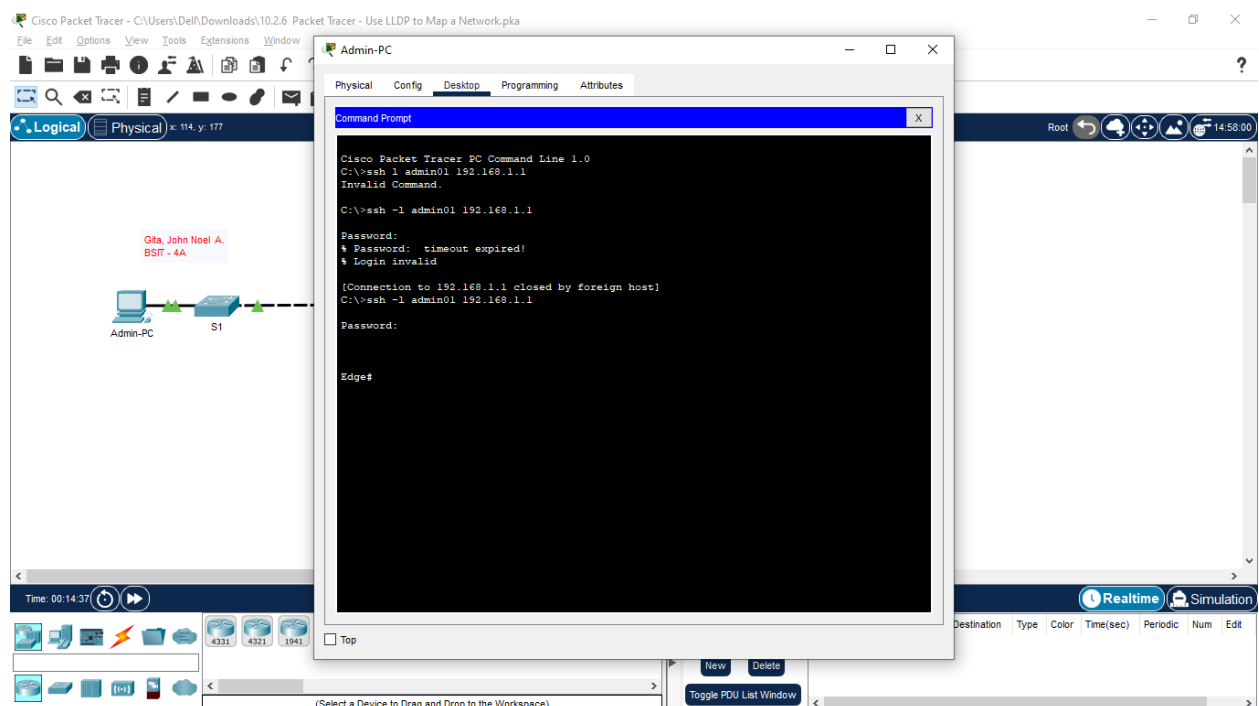 Cisco Packet Tracer - C:\Users\Dell\Downloads\10.2.6 Packet Tracer - Use LLDP to Map a Network.pka
File Edit Options View Tools Extensions Window
Admin-PC
Physical Config Desktop Programming Attributes
Command Prompt
X
Logical Physical x: 114, y: 177
Root 14:58:00
Cisco Packet Tracer PC Command Line 1.0
C:\>ssh l admin01 192.168.1.1
Invalid Command.
C:\>ssh -l admin01 192.168.1.1
Password:
% Password:  timeout expired!
% Login invalid
[Connection to 192.168.1.1 closed by foreign host]
C:\>ssh -l admin01 192.168.1.1
Password:
Edge#
Gita, John Noel A.
BSIT - 4A
Admin-PC
S1
Time: 00:14:37
Realtime Simulation
4331 4321 1941
Top
Destination Type Color Time(sec) Periodic Num Edit
New Delete
Toggle PDU List Window
(Select a Device to Drag and Drop to the Workspace)